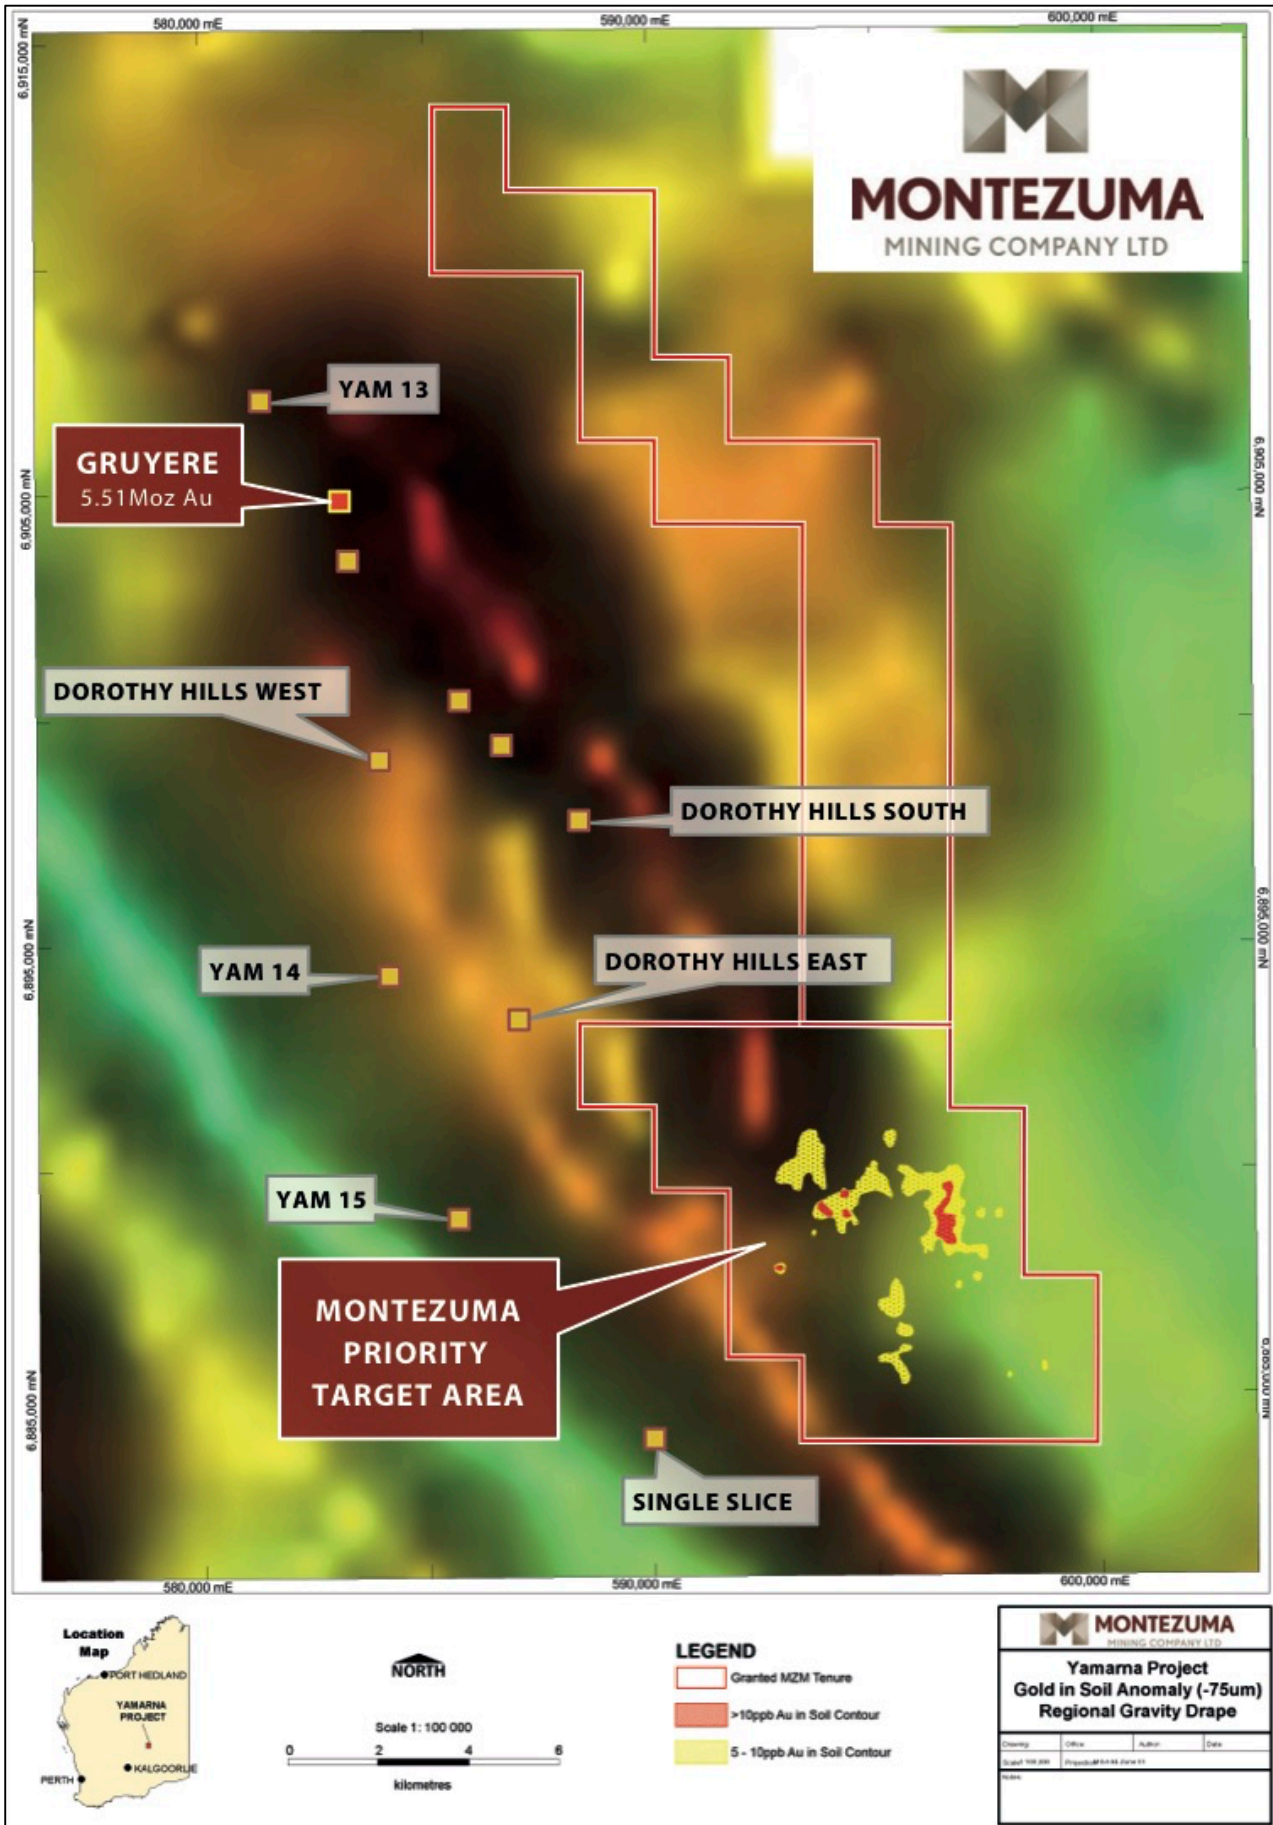 580,000 mE
590,000 mE
600,000 mE
6,915,000 mN
MONTEZUMA
MINING COMPANY LTD
YAM 13
GRUYERE
5.51Moz Au
6,905,000 mN
6,905,000 mN
DOROTHY HILLS WEST
DOROTHY HILLS SOUTH
YAM 14
DOROTHY HILLS EAST
6,895,000 mN
6,895,000 mN
YAM 15
MONTEZUMA
PRIORITY
TARGET AREA
6,885,000 mN
SINGLE SLICE
580,000 mE
590,000 mE
600,000 mE
Location
Map
PORT HEDLAND
YAMARNA
PROJECT
KALGOORLIE
PERTH
NORTH
Scale 1: 100 000
0 2 4 6
kilometres
LEGEND
Granted MZM Tenure
>10ppb Au in Soil Contour
5 - 10ppb Au in Soil Contour
MONTEZUMA
MINING COMPANY LTD
Yamarna Project
Gold in Soil Anomaly (-75um)
Regional Gravity Drape
Drawing: Office: Author: Date:
Notes: